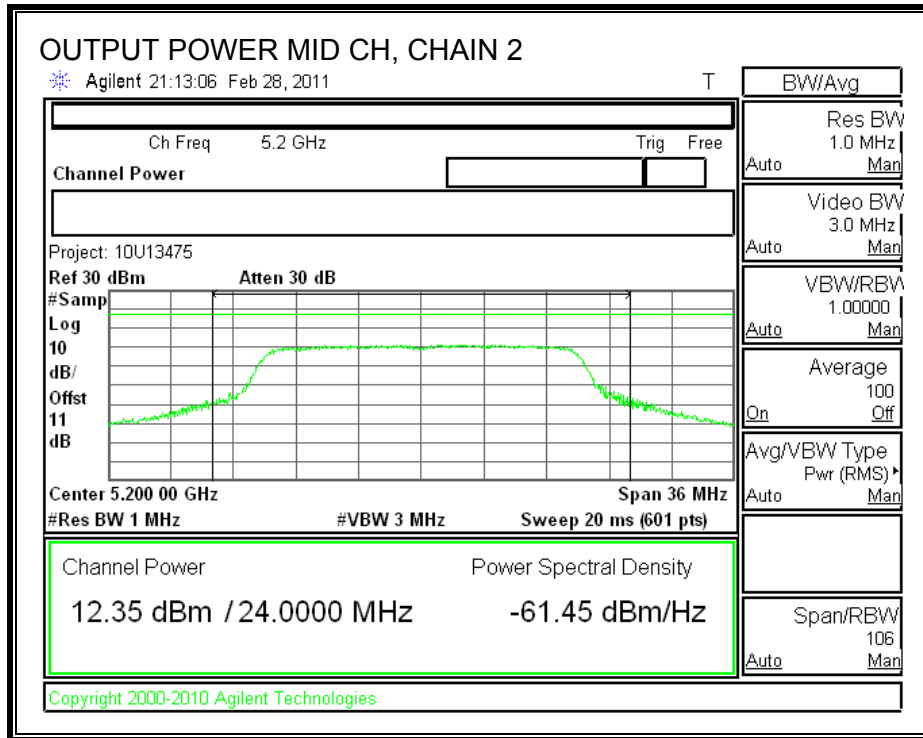 OUTPUT POWER MID CH, CHAIN 2
Agilent 21:13:06 Feb 28, 2011 T
Ch Freq 5.2 GHz Trig Free
Channel Power
Project: 10U13475
Ref 30 dBm Atten 30 dB
#Samp
Log
10
dB/
Offst
11
dB
Center 5.200 00 GHz Span 36 MHz
#Res BW 1 MHz #VBW 3 MHz Sweep 20 ms (601 pts)
Channel Power Power Spectral Density
12.35 dBm / 24.0000 MHz -61.45 dBm/Hz
Copyright 2000-2010 Agilent Technologies
BW/Avg
Res BW
1.0 MHz
Auto Man
Video BW
3.0 MHz
Auto Man
VBW/RBW
1.00000
Auto Man
Average
100
On Off
Avg/VBW Type
Pwr (RMS)
Auto Man
Span/RBW
106
Auto Man